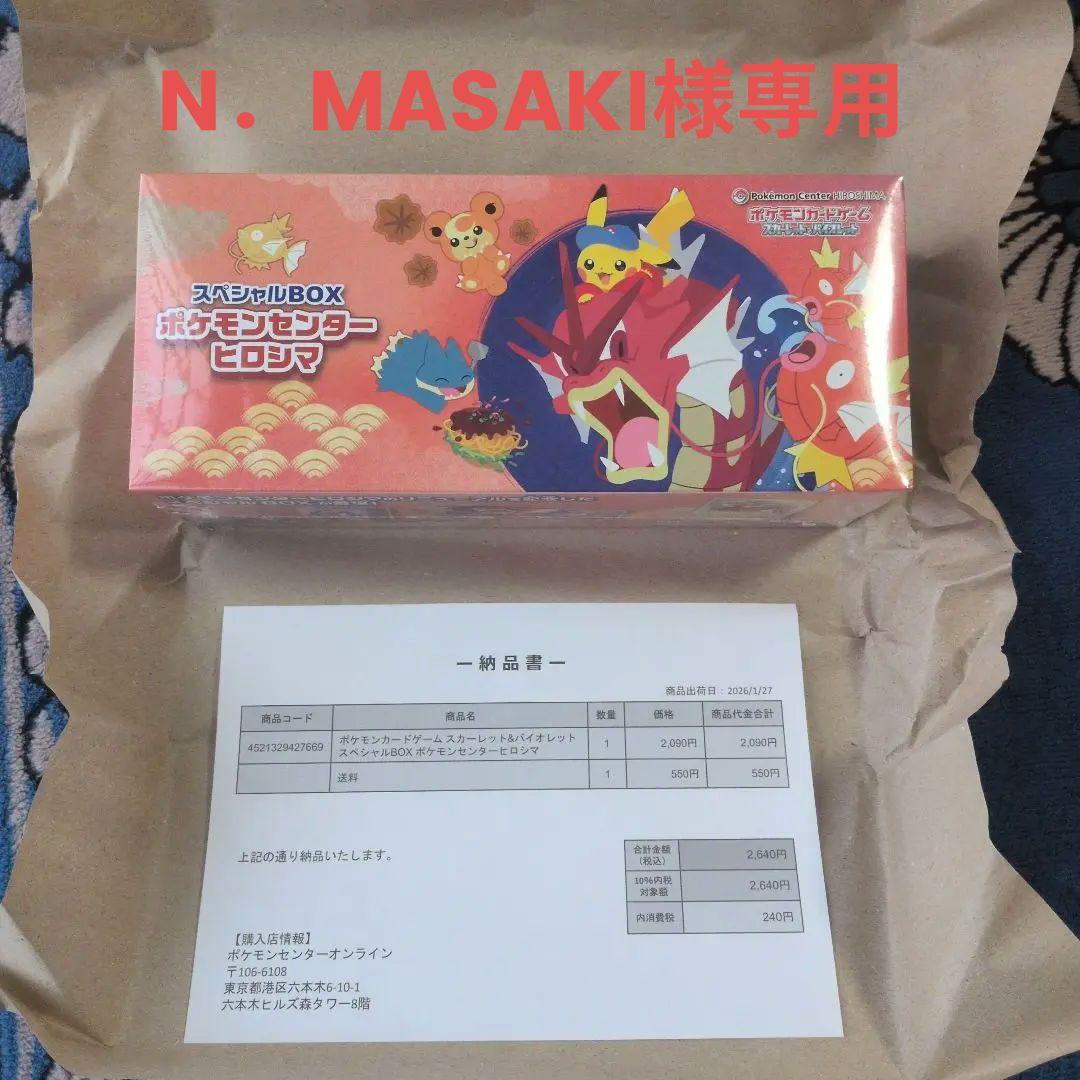 N．MASAKI様専用
Pokémon Center HIROSHIMA
ポケモンカードゲーム
スカーレット&バイオレット
スペシャルBOX
ポケモンセンター
ヒロシマ
ー納品書ー
商品出荷日：2026/1/27
商品コード 商品名 数量 価格 商品代金合計
4521329427669 ポケモンカードゲーム スカーレット&バイオレット 1 2,090円 2,090円
スペシャルBOX ポケモンセンターヒロシマ
送料 1 550円 550円
上記の通り納品いたします。
合計金額
（税込） 2,640円
10%内税
対象額 2,640円
内消費税 240円
【購入店情報】
ポケモンセンターオンライン
〒106-6108
東京都港区六本木6-10-1
六本木ヒルズ森タワー8階